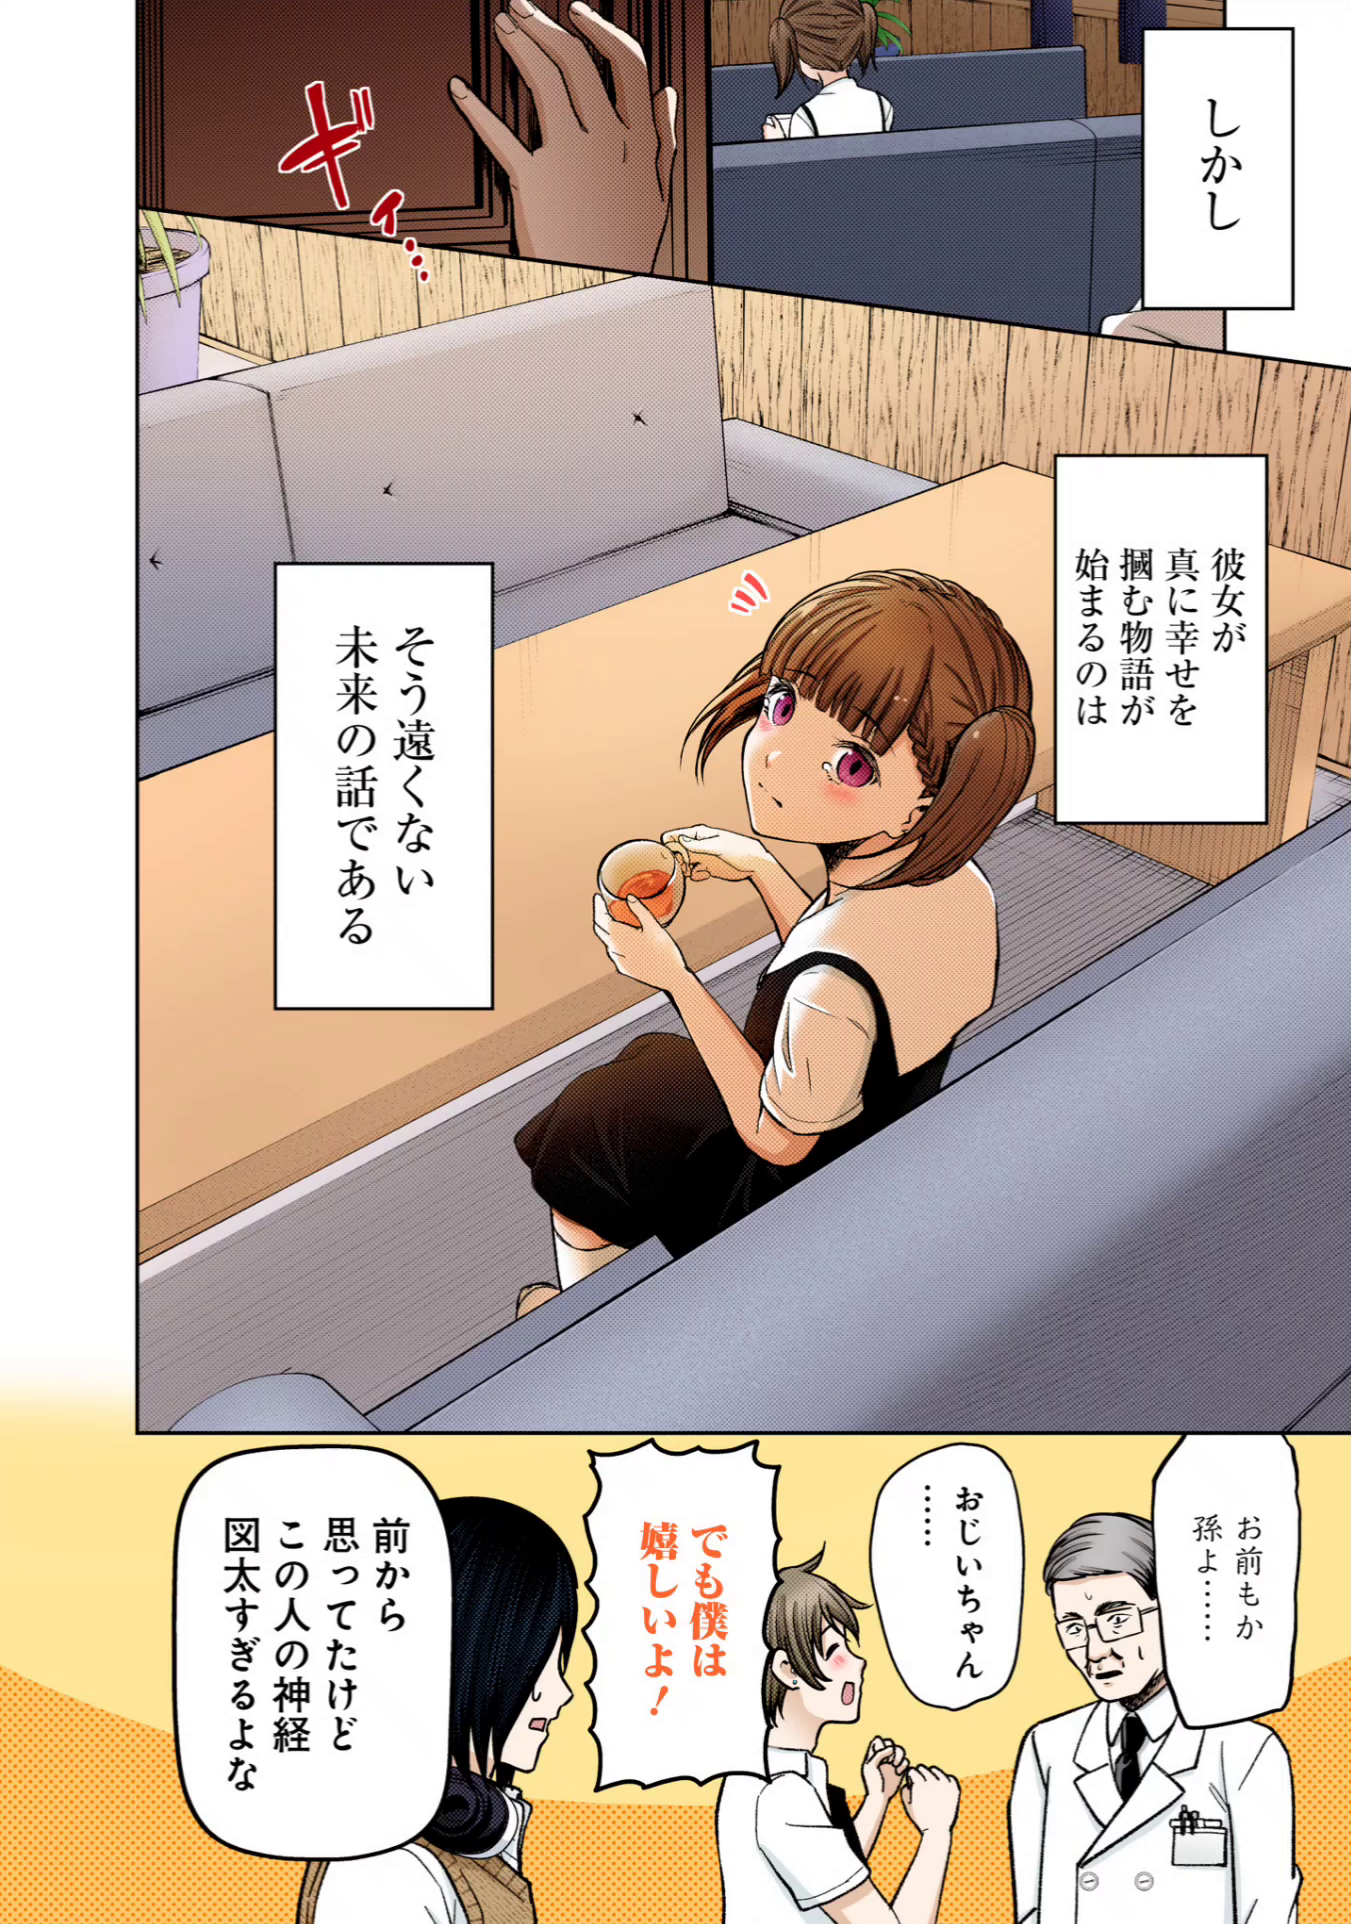 しかし
ギィ…
彼女が
真に幸せを
摑む物語が
始まるのは
そう遠くない
未来の話である
お前もか
孫よ……
おじいちゃん
……
でも僕は
嬉しいよ！
前から
思ってたけど
この人の神経
図太すぎるよな